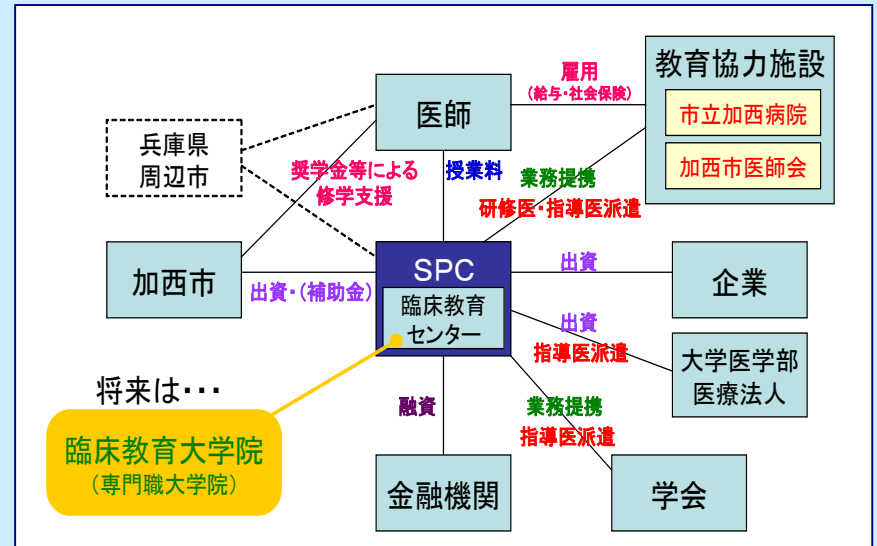 雇用
(給与・社会保険)
教育協力施設
市立加西病院
加西市医師会
医師
兵庫県
周辺市
奨学金等による
修学支援
授業料
業務提携
研修医・指導医派遣
加西市
出資・(補助金)
SPC
臨床教育
センター
出資
企業
出資
指導医派遣
大学医学部
医療法人
将来は・・・
臨床教育大学院
(専門職大学院)
融資
業務提携
指導医派遣
金融機関
学会